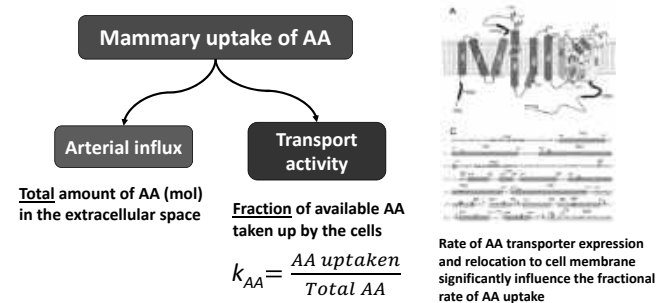 Mammary uptake of AA
Arterial influx
Total amount of AA (mol)
in the extracellular space
Transport
activity
Fraction of available AA
taken up by the cells
k_AA = AA uptaken / Total AA
A
C
Rate of AA transporter expression
and relocation to cell membrane
significantly influence the fractional
rate of AA uptake